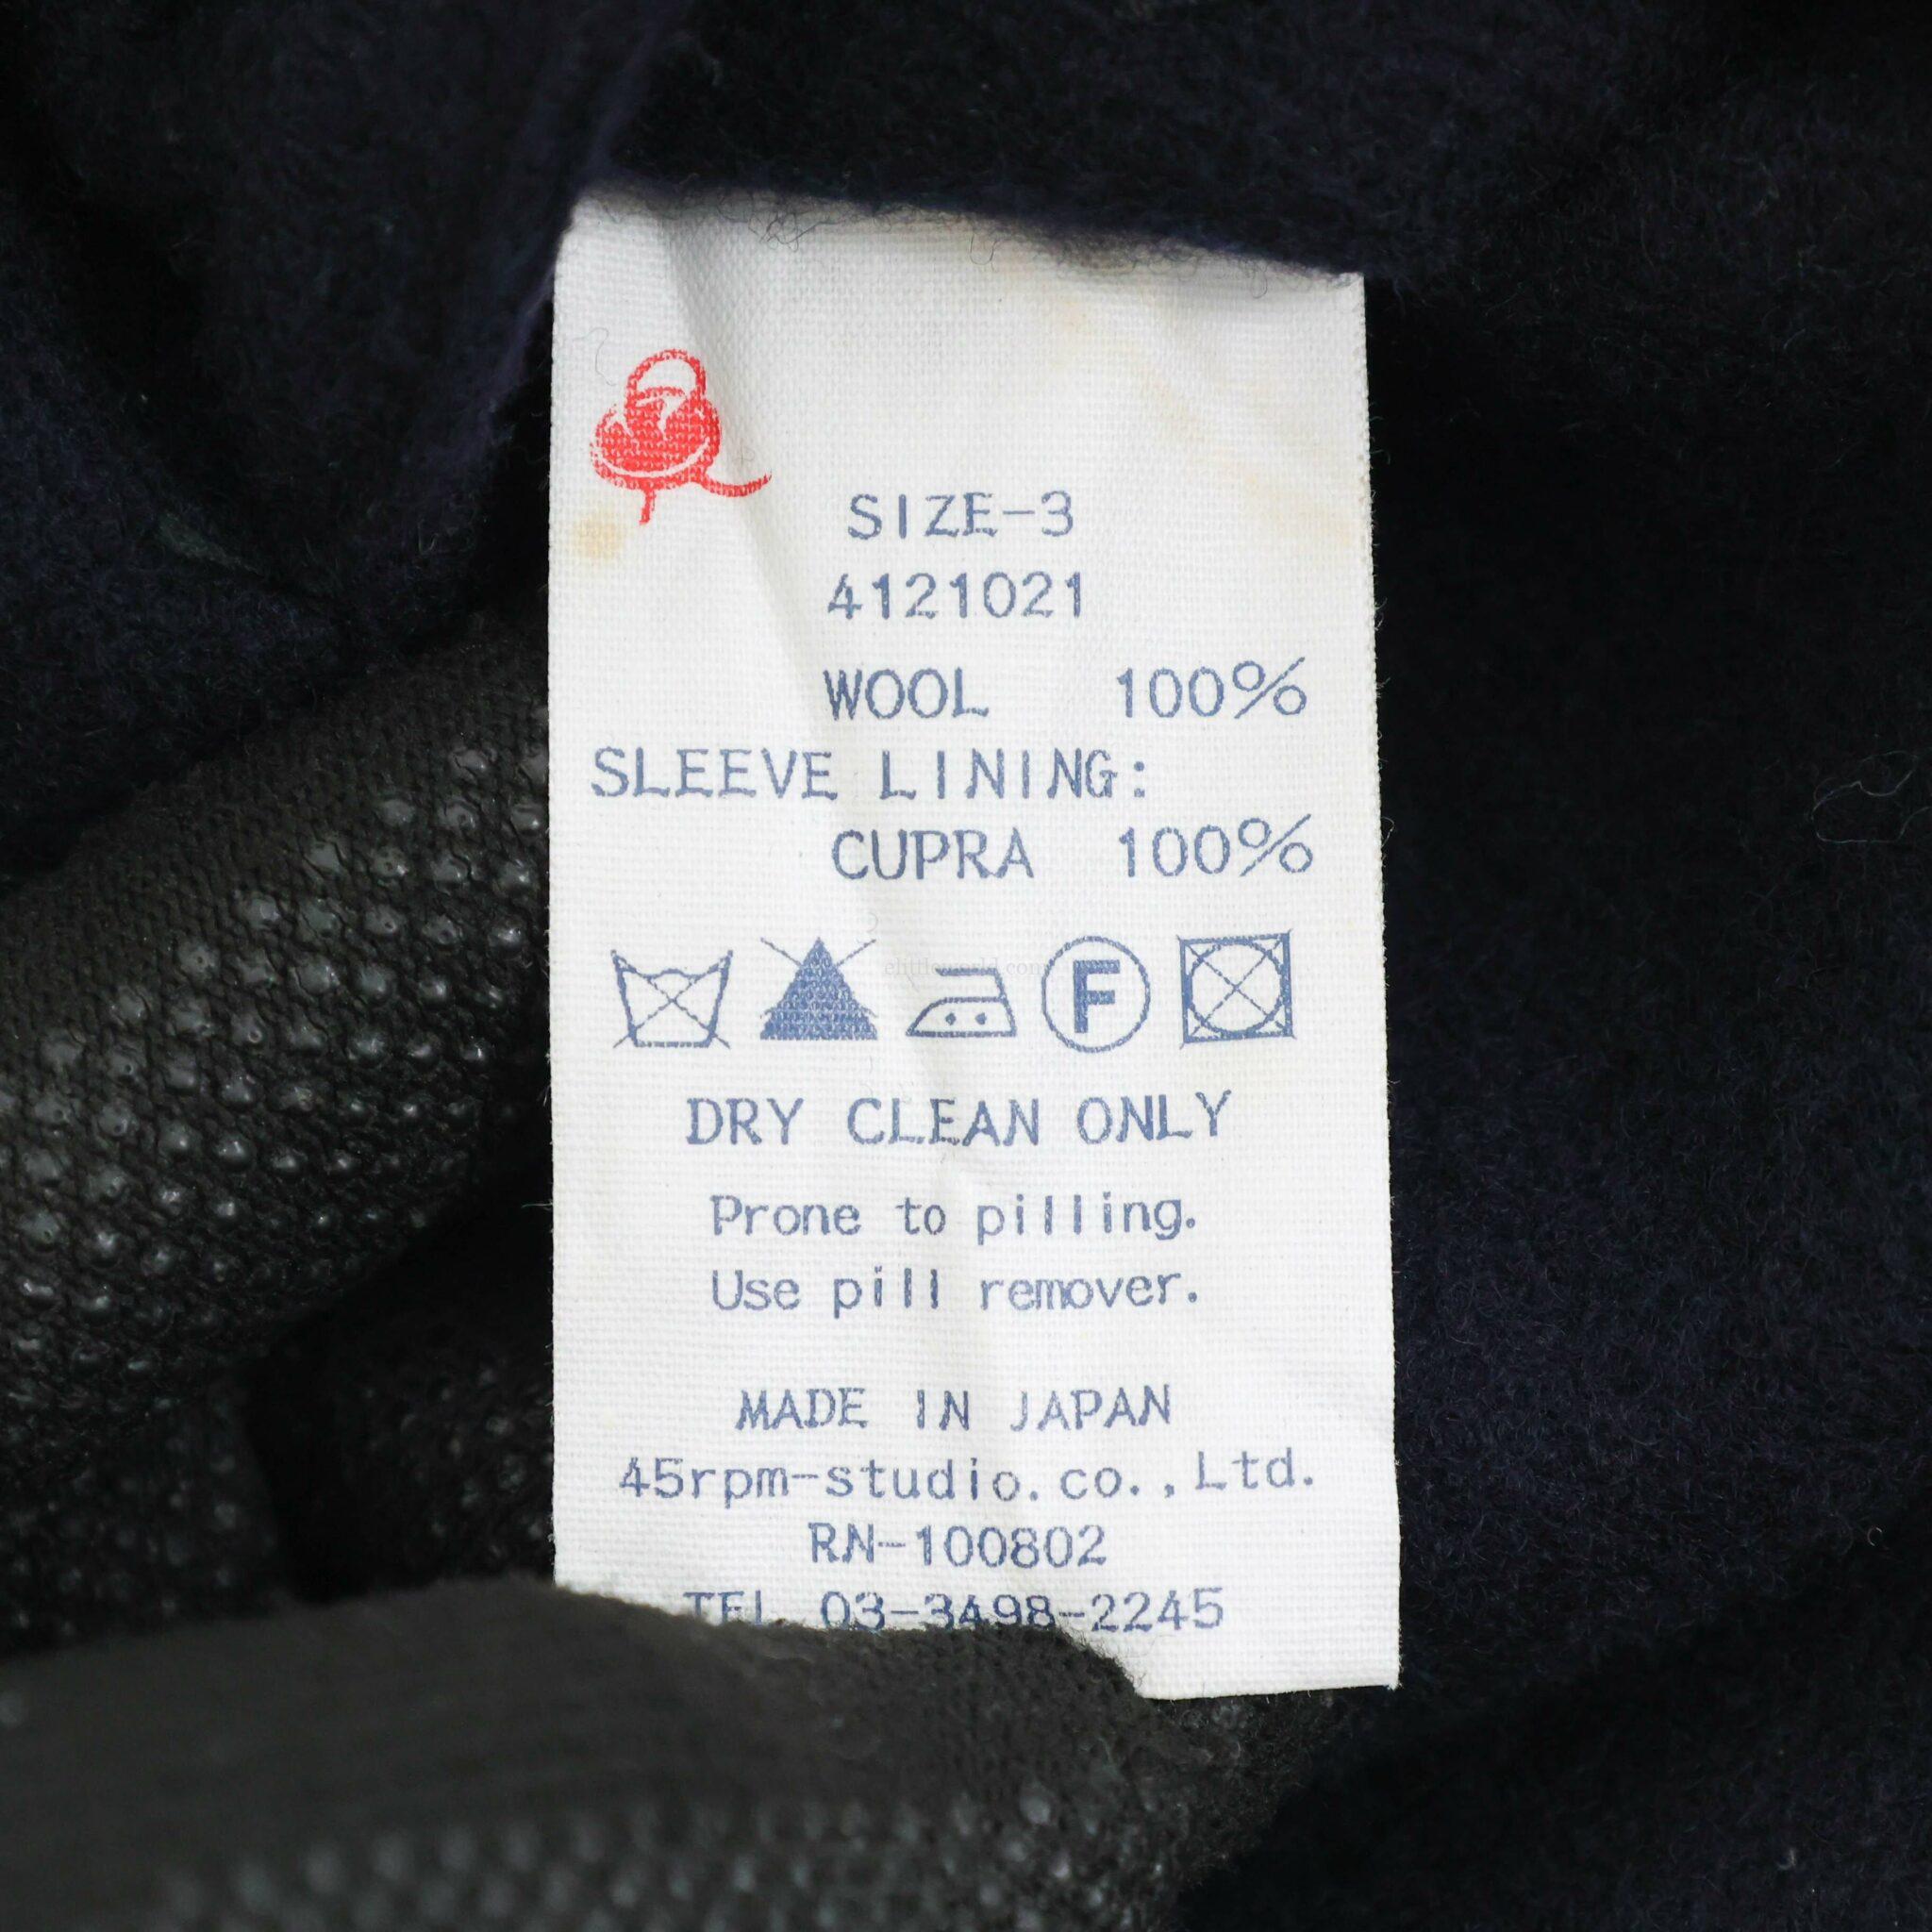 SIZE-3
4121021
WOOL 100%
SLEEVE LINING:
CUPRA 100%
F
DRY CLEAN ONLY
Prone to pilling.
Use pill remover.
MADE IN JAPAN
45rpm-studio.co.,Ltd.
RN-100802
TEL 03-3498-2245